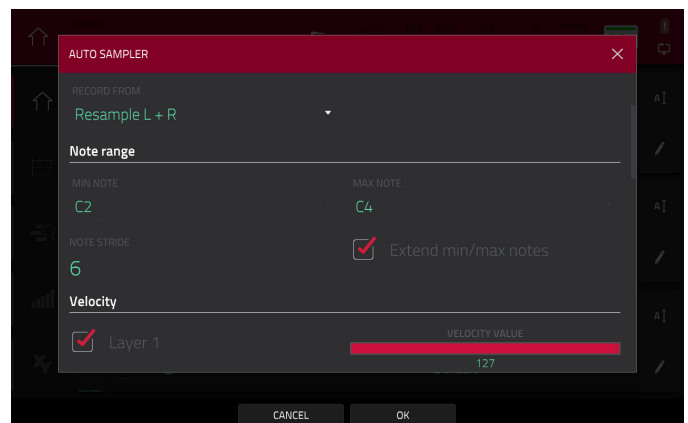 AUTO SAMPLER
RECORD FROM
Resample L + R
Note range
MIN NOTE
MAX NOTE
C2
C4
NOTE STRIDE
Extend min/max notes
6
Velocity
Layer 1
VELOCITY VALUE
127
CANCEL
OK